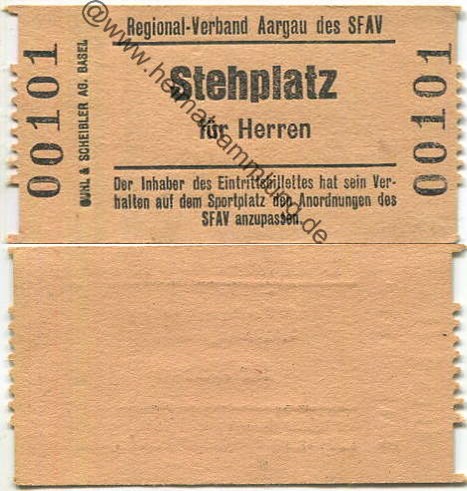 Regional-Verband Aargau des SFAV
Stehplatz
für Herren
Der Inhaber des Eintrittsbillettes hat sein Ver-
halten auf dem Sportplatz den Anordnungen des
SFAV anzupassen.
00101
GUHL & SCHEIBLER AG. BASEL
00101
@www.heimatsammlung.de